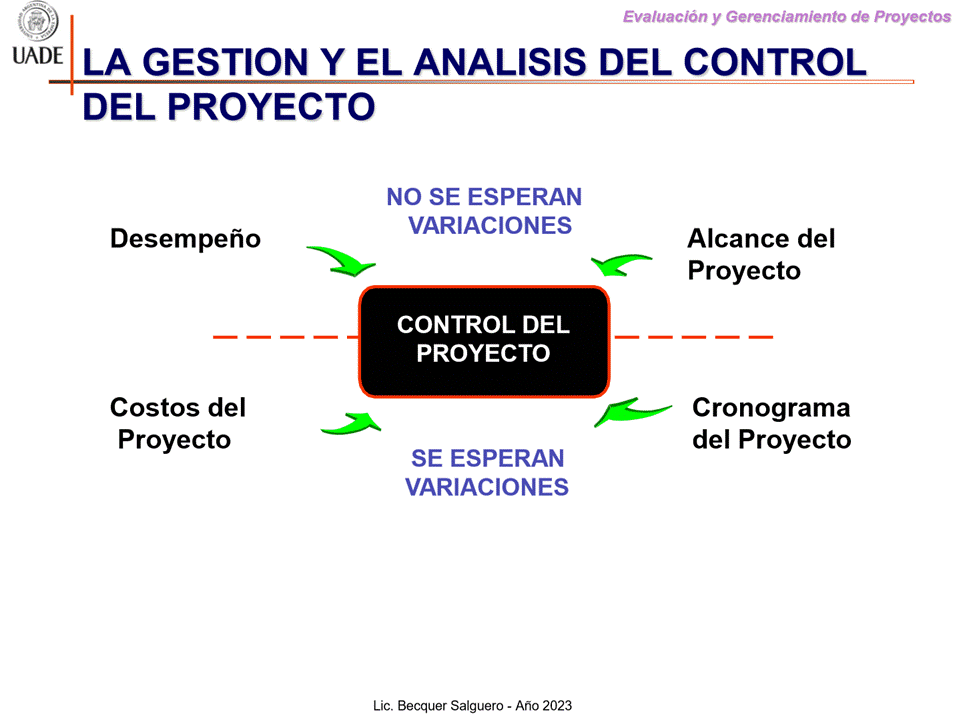 Evaluación y Gerenciamiento de Proyectos
UADE
LA GESTION Y EL ANALISIS DEL CONTROL
DEL PROYECTO
NO SE ESPERAN
VARIACIONES
Desempeño
Alcance del
Proyecto
CONTROL DEL
PROYECTO
Costos del
Proyecto
Cronograma
del Proyecto
SE ESPERAN
VARIACIONES
Lic. Becquer Salguero - Año 2023